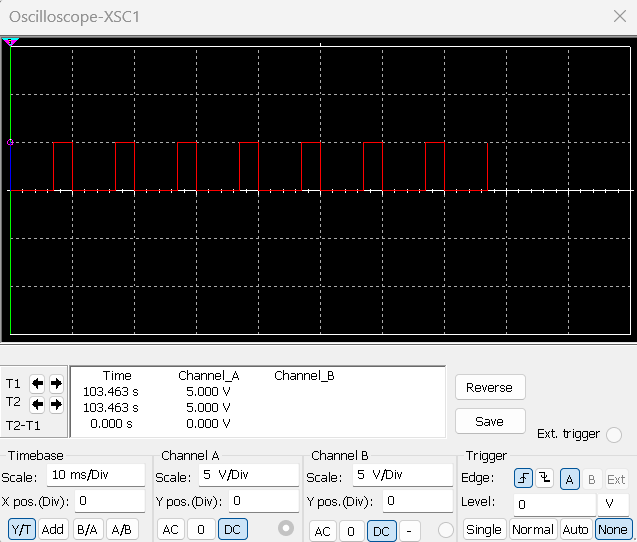 Oscilloscope-XSC1
Time Channel_A Channel_B
T1 103.463 s 5.000 V
T2 103.463 s 5.000 V
T2-T1 0.000 s 0.000 V
Reverse
Save
Ext. trigger
Timebase Channel A Channel B Trigger
Scale: 10 ms/Div Scale: 5 V/Div Scale: 5 V/Div Edge: A B Ext
X pos.(Div): 0 Y pos.(Div): 0 Y pos.(Div): 0 Level: 0 V
Y/T Add B/A A/B AC 0 DC AC 0 DC - Single Normal Auto None